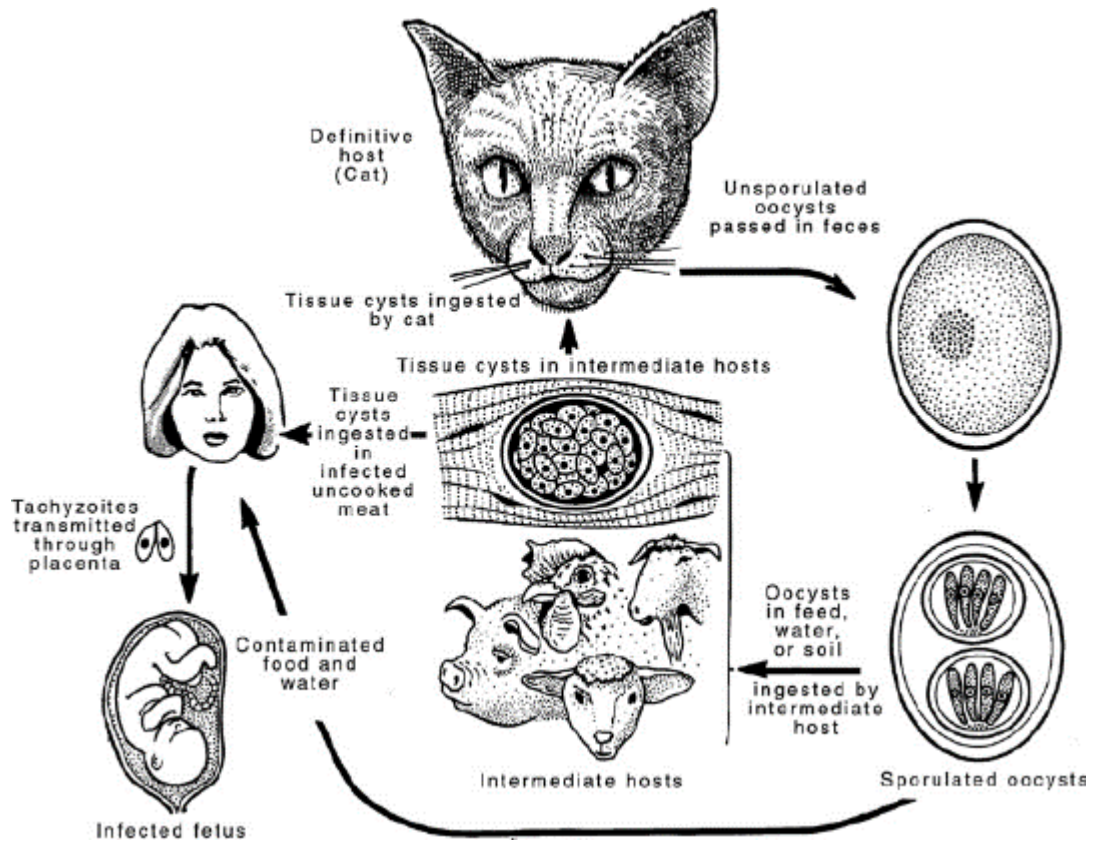 Definitive
host
(Cat)
Unsporulated
oocysts
passed in feces
Tissue cysts ingested
by cat
Tissue cysts in intermediate hosts
Tissue
cysts
ingested
in
infected
uncooked
meat
Tachyzoites
transmitted
through
placenta
Contaminated
food and
water
Oocysts
in feed,
water,
or soil
ingested by
intermediate
host
Intermediate hosts
Sporulated oocysts
Infected fetus